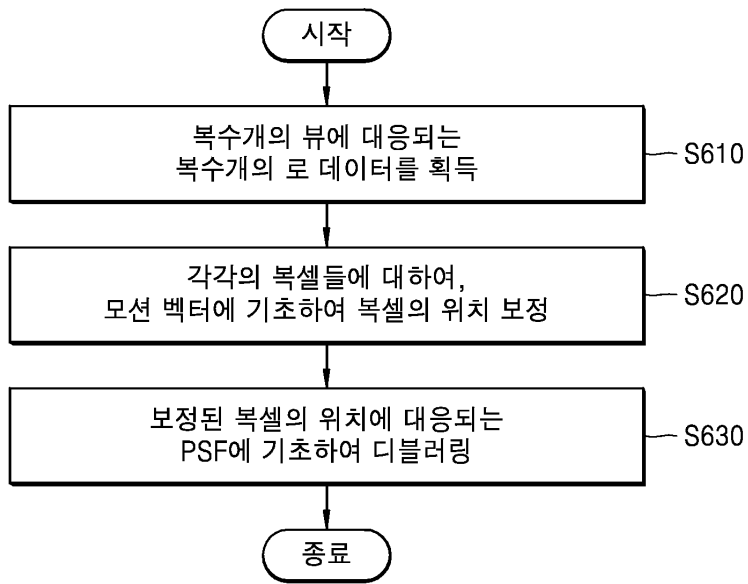 시작
복수개의 뷰에 대응되는
복수개의 로 데이터를 획득
S610
각각의 복셀들에 대하여,
모션 벡터에 기초하여 복셀의 위치 보정
S620
보정된 복셀의 위치에 대응되는
PSF에 기초하여 디블러링
S630
종료